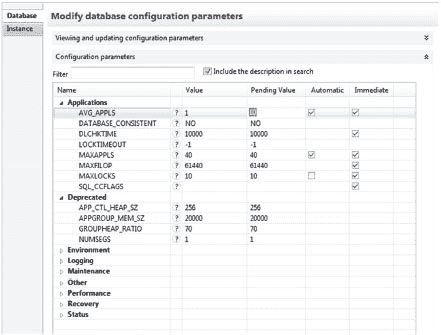 Database
Instance
Modify database configuration parameters
Viewing and updating configuration parameters
Configuration parameters
Filter Include the description in search
Name Value Pending Value Automatic Immediate
Applications
AVG_APPLS ? 1
DATABASE_CONSISTENT ? NO NO
DLCHKTIME ? 10000 10000
LOCKTIMEOUT ? -1 -1
MAXAPPLS ? 40 40
MAXFILOP ? 61440 61440
MAXLOCKS ? 10 10
SQL_CCFLAGS ?
Deprecated
APP_CTL_HEAP_SZ ? 256 256
APPGROUP_MEM_SZ ? 20000 20000
GROUPHEAP_RATIO ? 70 70
NUMSEGS ? 1 1
Environment
Logging
Maintenance
Other
Performance
Recovery
Status